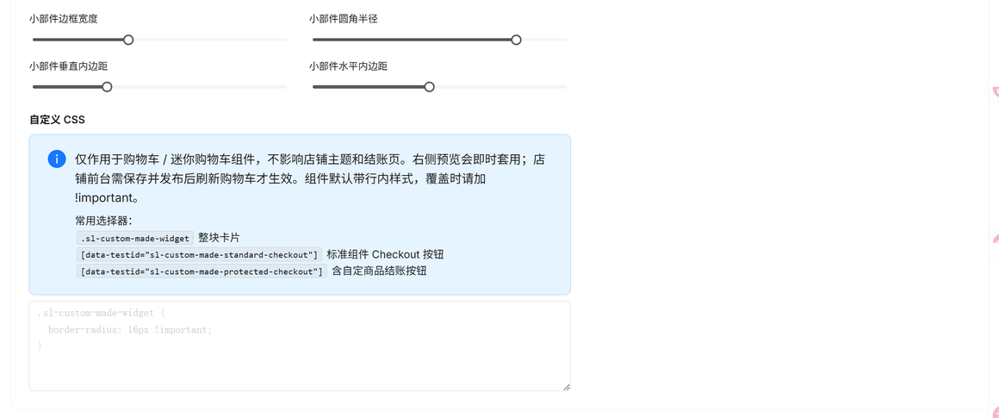 小部件边框宽度 小部件圆角半径
小部件垂直内边距 小部件水平内边距
自定义 CSS
仅作用于购物车 / 迷你购物车组件，不影响店铺主题和结账页。右侧预览会即时套用；店
铺前台需保存并发布后刷新购物车才生效。组件默认带行内样式，覆盖时请加
!important。
常用选择器：
.sl-custom-made-widget 整块卡片
[data-testid="sl-custom-made-standard-checkout"] 标准组件 Checkout 按钮
[data-testid="sl-custom-made-protected-checkout"] 含自定商品结账按钮
.sl-custom-made-widget {
border-radius: 16px !important;
}